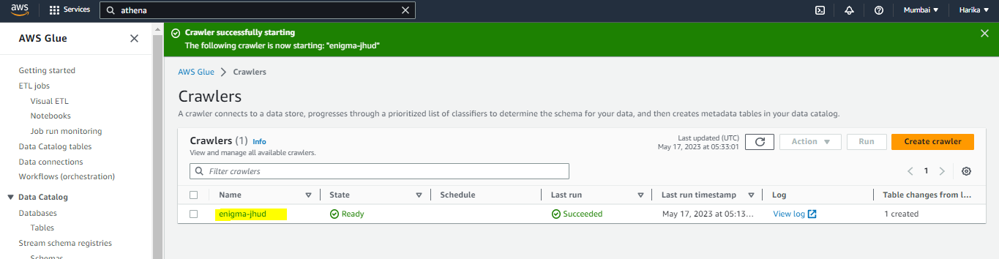 aws Services athena Mumbai Harika
AWS Glue
Getting started
ETL jobs
Visual ETL
Notebooks
Job run monitoring
Data Catalog tables
Data connections
Workflows (orchestration)
Data Catalog
Databases
Tables
Stream schema registries
Schemas
Crawler successfully starting
The following crawler is now starting: "enigma-jhud"
AWS Glue Crawlers
Crawlers
A crawler connects to a data store, progresses through a prioritized list of classifiers to determine the schema for your data, and then creates metadata tables in your data catalog.
Crawlers (1) Info
View and manage all available crawlers.
Last updated (UTC)
May 17, 2023 at 05:33:01
Action Run Create crawler
Filter crawlers
1
Name State Schedule Last run Last run timestamp Log Table changes from l...
enigma-jhud Ready Succeeded May 17, 2023 at 05:13... View log 1 created